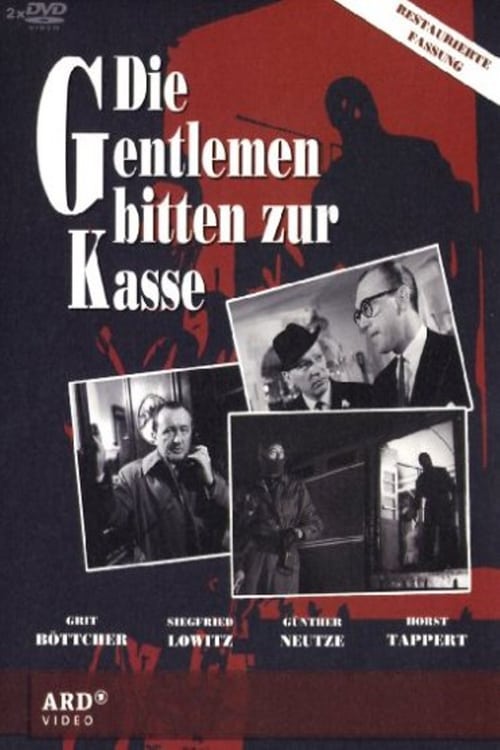 2x DVD
VIDEO
RESTAURIERTE
FASSUNG
Die
Gentlemen
bitten zur
Kasse
GRIT
BÖTTCHER
SIEGFRIED
LOWITZ
GÜNTHER
NEUTZE
HORST
TAPPERT
ARD
VIDEO